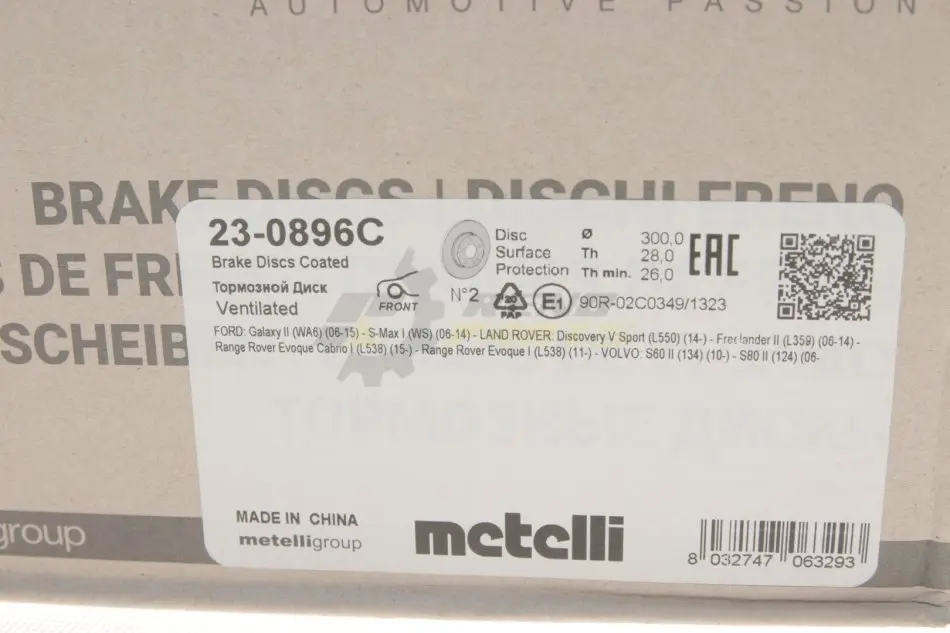 AUTOMOTIVE PASSION
BRAKE DISCS | DISCHI FRENO
S DE FRE
SCHEIB
23-0896C
Brake Discs Coated
Тормозной Диск
Ventilated
FRONT
N°2
Disc
Surface
Protection
Ø 300,0
Th 28,0
Th min. 26,0
EAC
20
PAP
E1
90R-02C0349/1323
FORD: Galaxy II (WA6) (06-15) - S-Max I (WS) (06-14) - LAND ROVER: Discovery V Sport (L550) (14-) - Freelander II (L359) (06-14) -
Range Rover Evoque Cabrio I (L538) (15-) - Range Rover Evoque I (L538) (11-) - VOLVO: S60 II (134) (10-) - S80 II (124) (06-
MADE IN CHINA
metelligroup
metelli
8 032747 063293
group